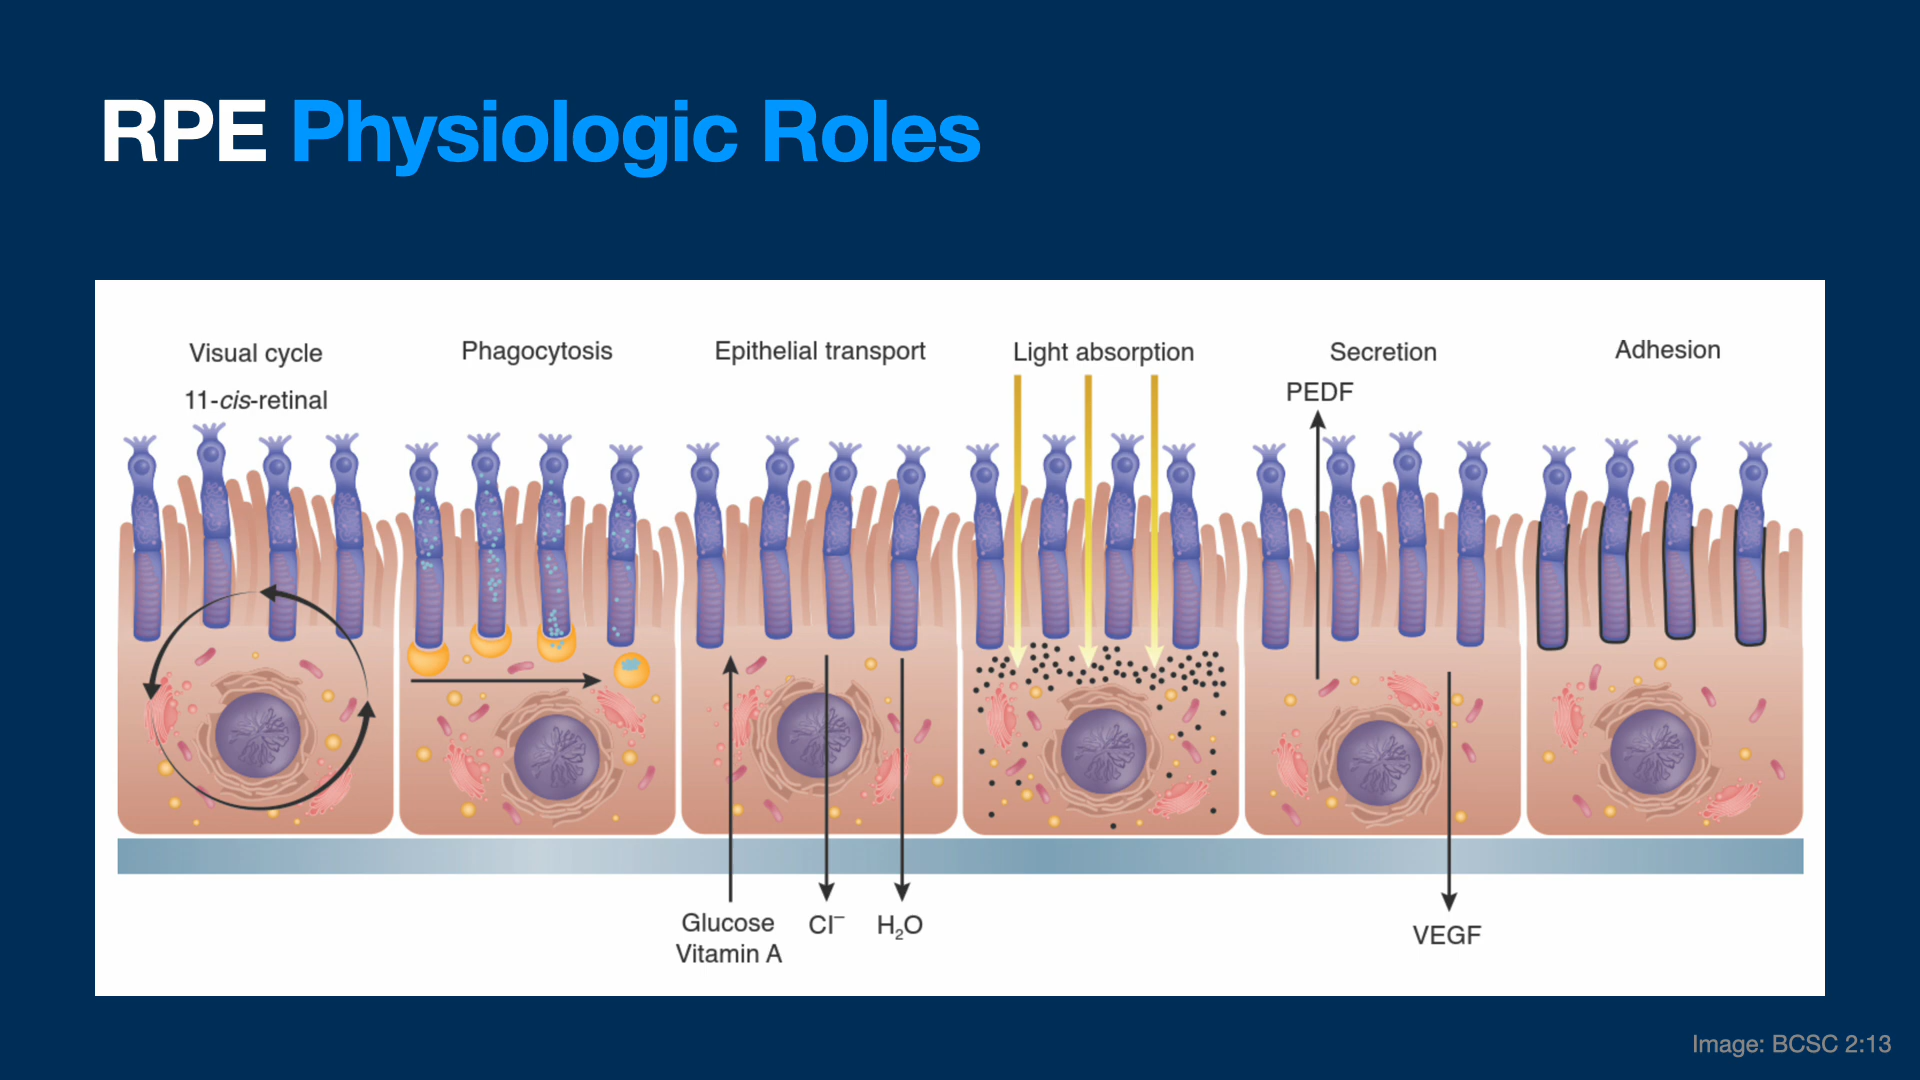 RPE Physiologic Roles
Visual cycle
11-cis-retinal
Phagocytosis
Epithelial transport
Light absorption
Secretion
PEDF
Adhesion
Glucose
Vitamin A
Cl⁻
H₂O
VEGF
Image: BCSC 2:13